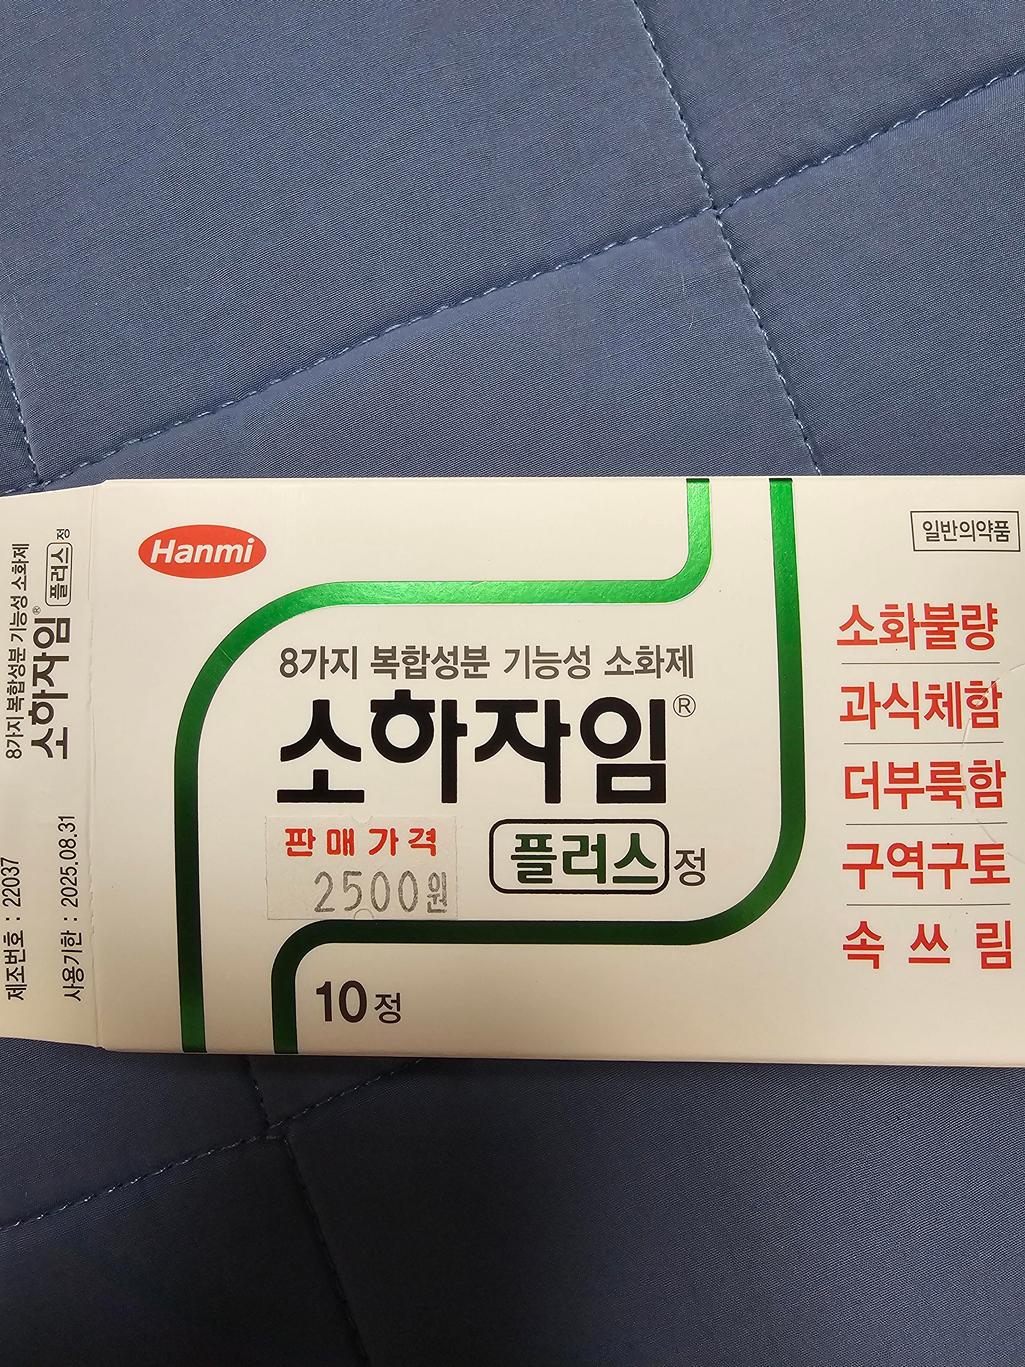 8가지 복합성분 기능성 소화제
소하자임® 플러스정
제조번호 : 22037
사용기한 : 2025.08.31
Hanmi
일반의약품
8가지 복합성분 기능성 소화제
소하자임®
플러스정
판매가격
2500원
10정
소화불량
과식체함
더부룩함
구역구토
속쓰림